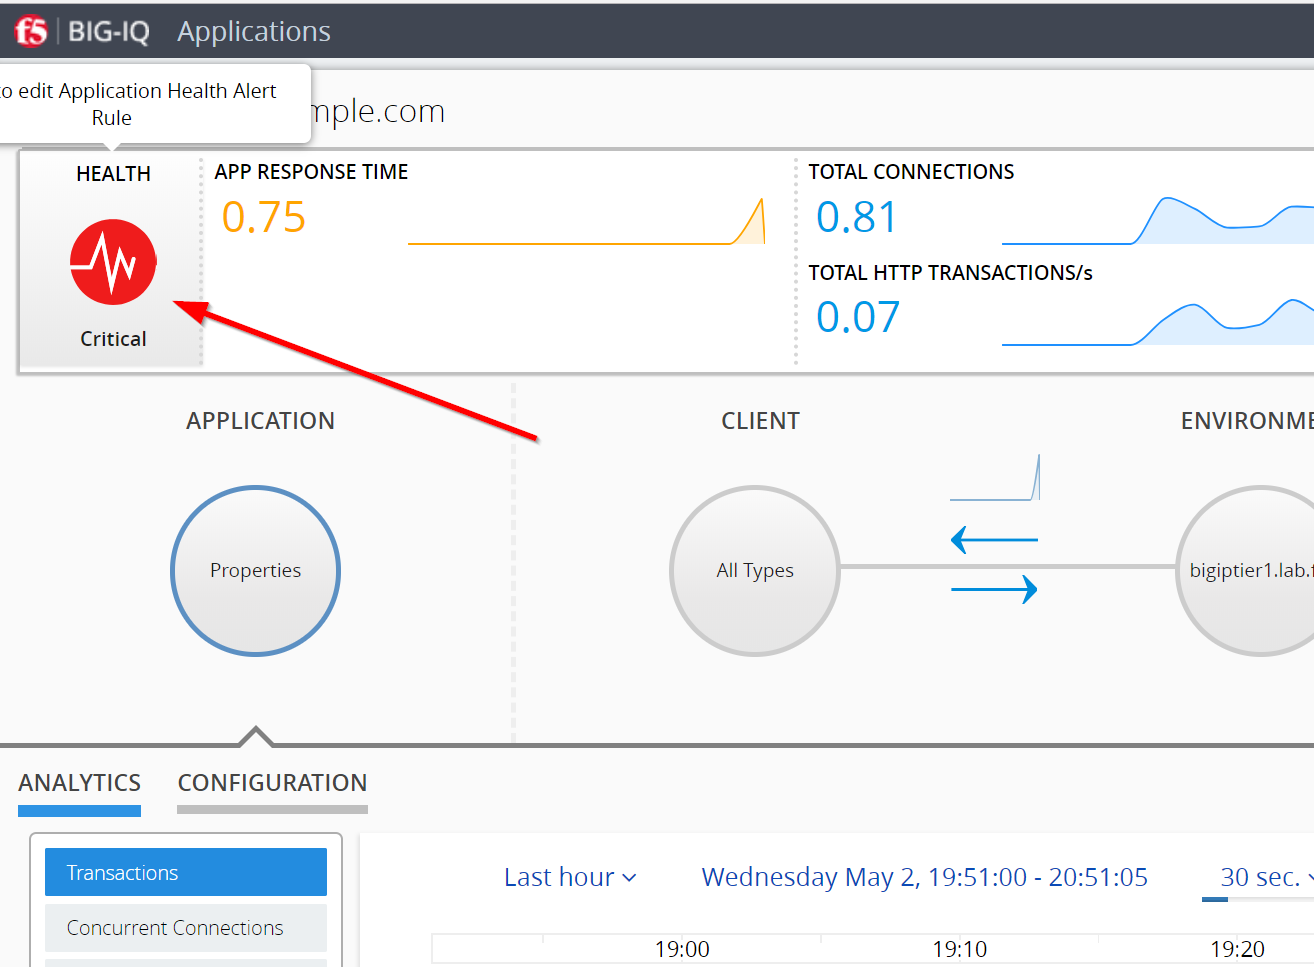 f5 BIG-IQ Applications
to edit Application Health Alert
Rule
mple.com
HEALTH
Critical
APP RESPONSE TIME
0.75
TOTAL CONNECTIONS
0.81
TOTAL HTTP TRANSACTIONS/s
0.07
APPLICATION
CLIENT
ENVIRONME
Properties
All Types
bigiptier1.lab.f
ANALYTICS
CONFIGURATION
Transactions
Concurrent Connections
Last hour
Wednesday May 2, 19:51:00 - 20:51:05
30 sec.
19:00
19:10
19:20